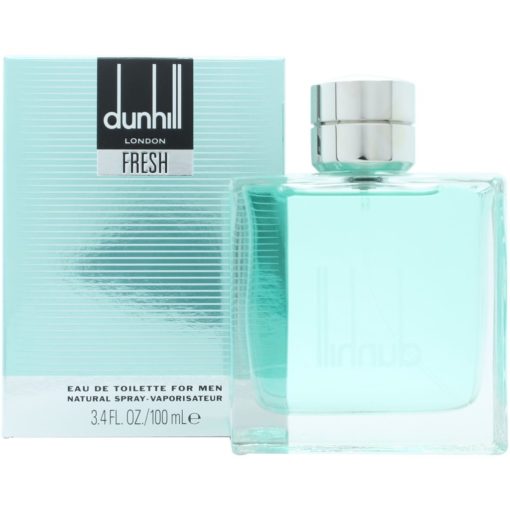 dunhill
LONDON
FRESH
EAU DE TOILETTE FOR MEN
NATURAL SPRAY-VAPORISATEUR
3.4 FL. OZ./100 mL ℮
dunhill